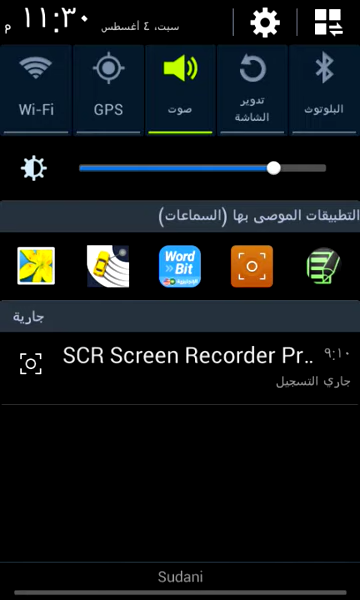 ١١:٣٠ م
سبت، ٤ أغسطس
Wi-Fi
GPS
صوت
تدوير
الشاشة
البلوتوث
التطبيقات الموصى بها (السماعات)
Word
Bit
جارية
SCR Screen Recorder Pr..
٩:١٠
جاري التسجيل
Sudani